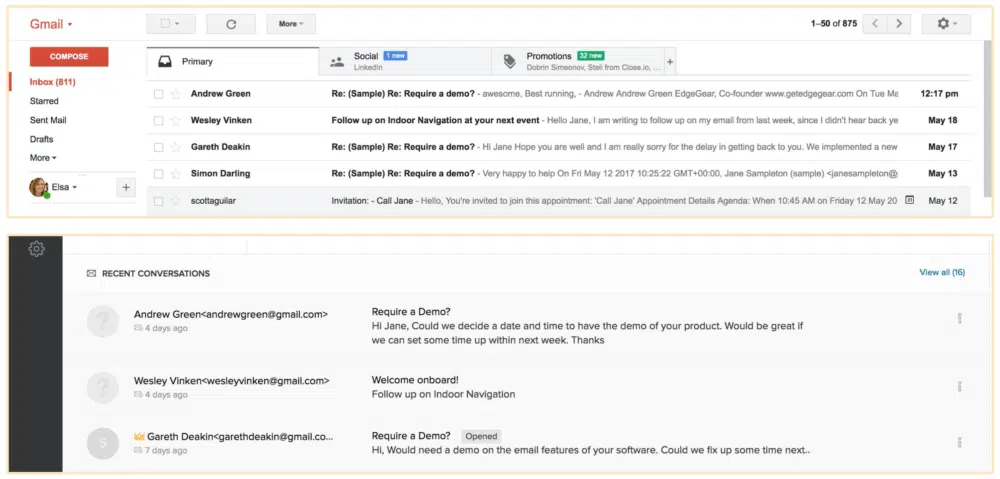 Gmail
More
1–50 of 875
COMPOSE
Inbox (811)
Starred
Sent Mail
Drafts
More
Elsa
+
Primary
Social 1 new
LinkedIn
Promotions 32 new
Dobrin Simeonov, Steli from Close.io, ...
+
Andrew Green Re: (Sample) Re: Require a demo? - awesome, Best running, - Andrew Andrew Green EdgeGear, Co-founder www.getedgegear.com On Tue Ma 12:17 pm
Wesley Vinken Follow up on Indoor Navigation at your next event - Hello Jane, I am writing to follow up on my email from last week, since I didn't hear back ye May 18
Gareth Deakin Re: (Sample) Re: Require a demo? - Hi Jane Hope you are well and I am really sorry for the delay in getting back to you. We implemented a new May 17
Simon Darling Re: (Sample) Re: Require a demo? - Very happy to help On Fri May 12 2017 10:25:22 GMT+00:00, Jane Sampleton (sample) <janesampleton@ May 13
scottaguilar Invitation: - Call Jane - Hello, You're invited to join this appointment: 'Call Jane' Appointment Details Agenda: When 10:45 AM on Friday 12 May 20 May 12
RECENT CONVERSATIONS
View all (16)
?
Andrew Green<andrewgreen@gmail.com>
4 days ago
Require a Demo?
Hi Jane, Could we decide a date and time to have the demo of your product. Would be great if
we can set some time up within next week. Thanks
?
Wesley Vinken<wesleyvinken@gmail.com>
4 days ago
Welcome onboard!
Follow up on Indoor Navigation
S
Gareth Deakin<garethdeakin@gmail.co...
7 days ago
Require a Demo? Opened
Hi, Would need a demo on the email features of your software. Could we fix up some time next..